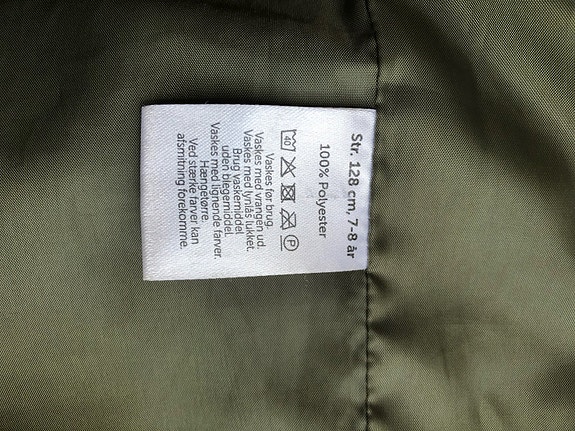 Str. 128 cm, 7-8 år
100% Polyester
40 P
Vaskes før brug.
Vaskes med vrangen ud.
Vaskes med lynlås lukket.
Brug vaskemiddel
uden blegemiddel.
Vaskes med lignende farver.
Hængetørre.
Ved stærke farver kan
afsmitning forekomme.